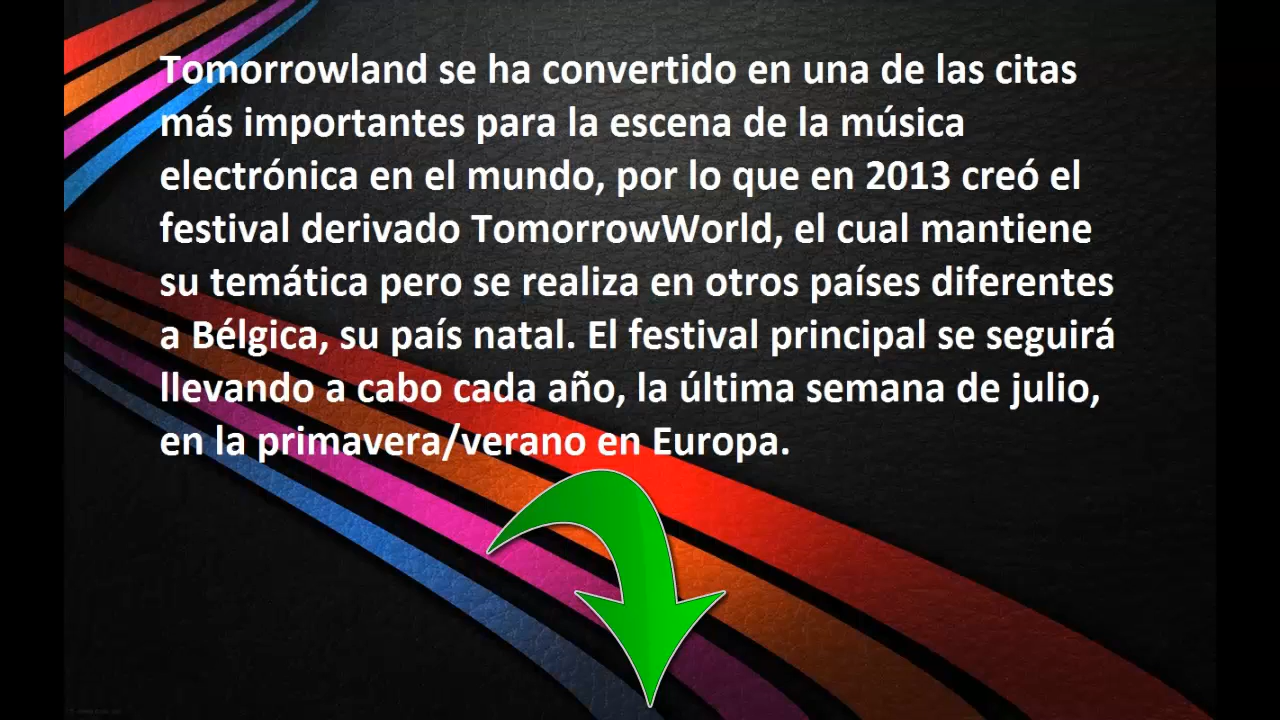 Tomorrowland se ha convertido en una de las citas
más importantes para la escena de la música
electrónica en el mundo, por lo que en 2013 creó el
festival derivado TomorrowWorld, el cual mantiene
su temática pero se realiza en otros países diferentes
a Bélgica, su país natal. El festival principal se seguirá
llevando a cabo cada año, la última semana de julio,
en la primavera/verano en Europa.